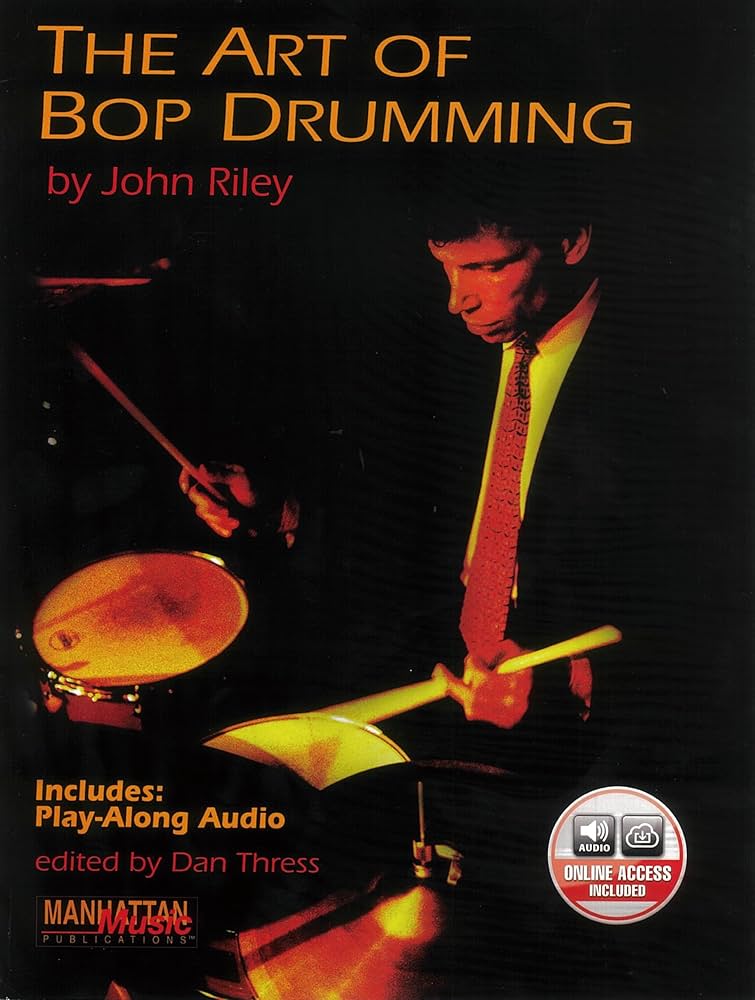 THE ART OF
BOP DRUMMING
by John Riley
Includes:
Play-Along Audio
edited by Dan Thress
MANHATTAN
Music
PUBLICATIONS™
AUDIO
ONLINE ACCESS
INCLUDED